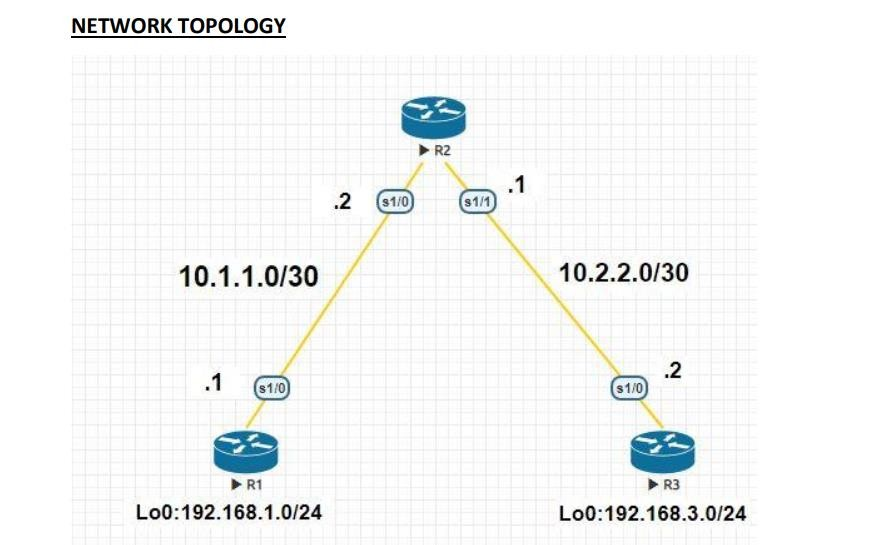 NETWORK TOPOLOGY
R2
.2 s1/0 s1/1 .1
10.1.1.0/30 10.2.2.0/30
.1 s1/0 s1/0 .2
R1 R3
Lo0:192.168.1.0/24 Lo0:192.168.3.0/24